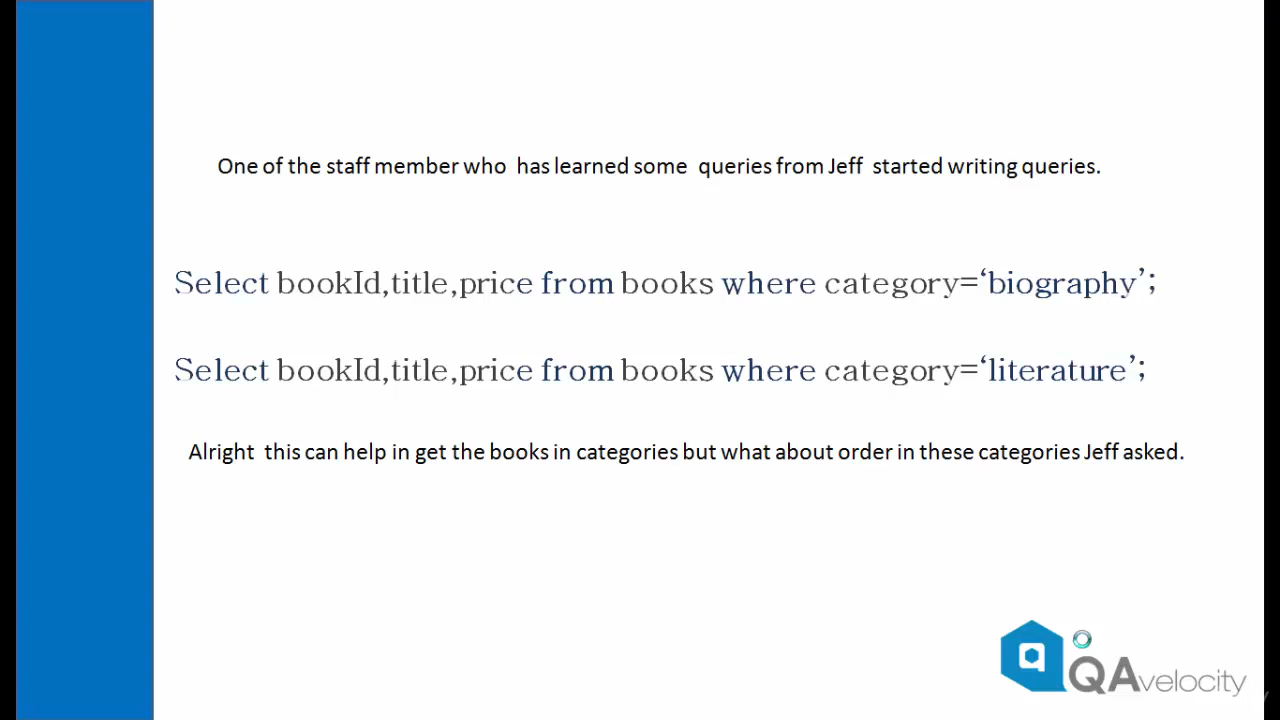 One of the staff member who has learned some queries from Jeff started writing queries.
Select bookId,title,price from books where category=‘biography’;
Select bookId,title,price from books where category=‘literature’;
Alright this can help in get the books in categories but what about order in these categories Jeff asked.
q QAvelocity